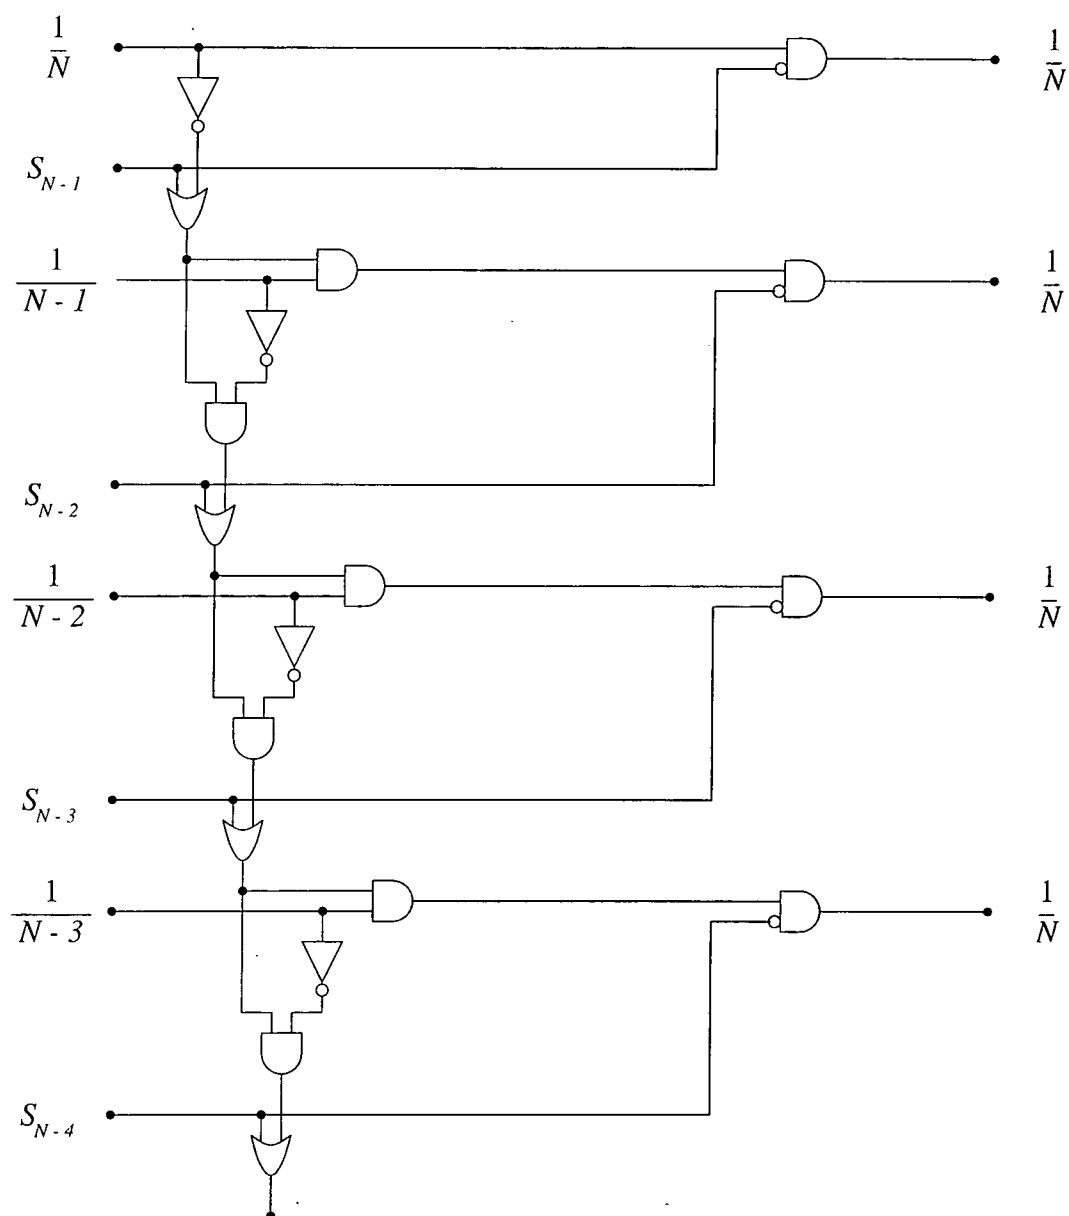 1/N 1/N
S_{N-1}
1/N-1 1/N
S_{N-2}
1/N-2 1/N
S_{N-3}
1/N-3 1/N
S_{N-4}